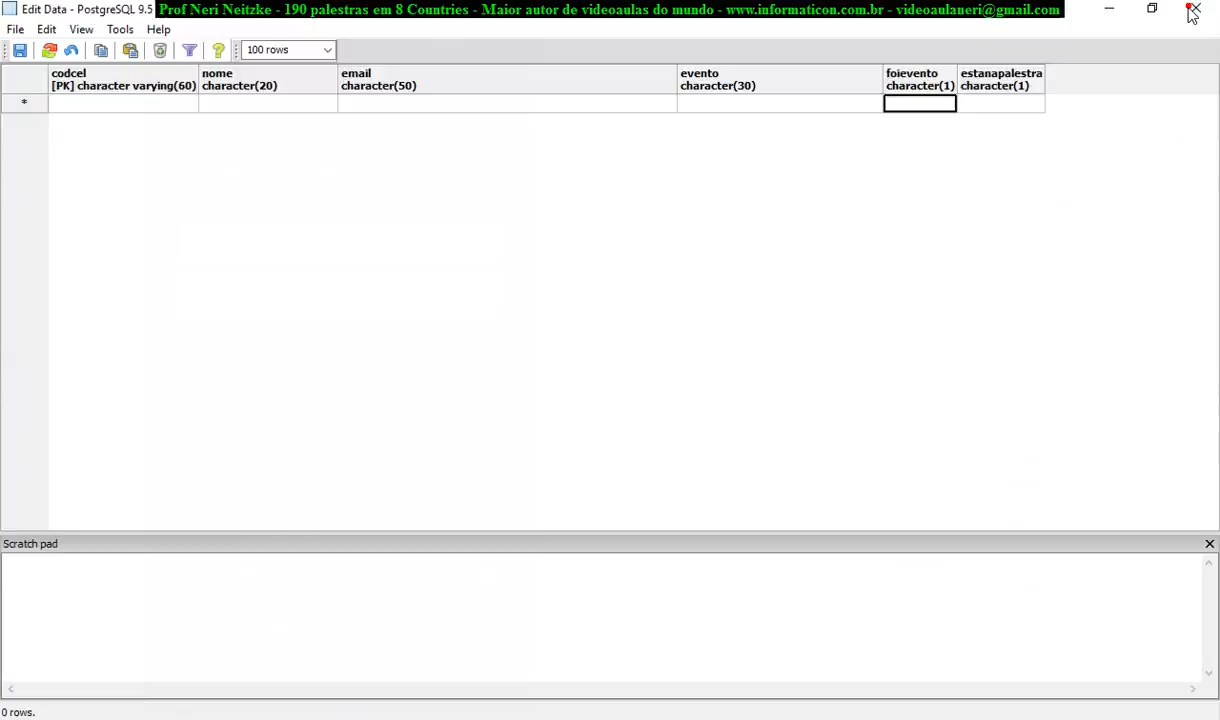 Edit Data - PostgreSQL 9.5 Prof Neri Neitzke - 190 palestras em 8 Countries - Maior autor de videoaulas do mundo - www.informaticon.com.br - videoaulaneri@gmail.com
File Edit View Tools Help
100 rows
codcel nome email evento foievento estanapalestra
[PK] character varying(60) character(20) character(50) character(30) character(1) character(1)
*
Scratch pad
0 rows.